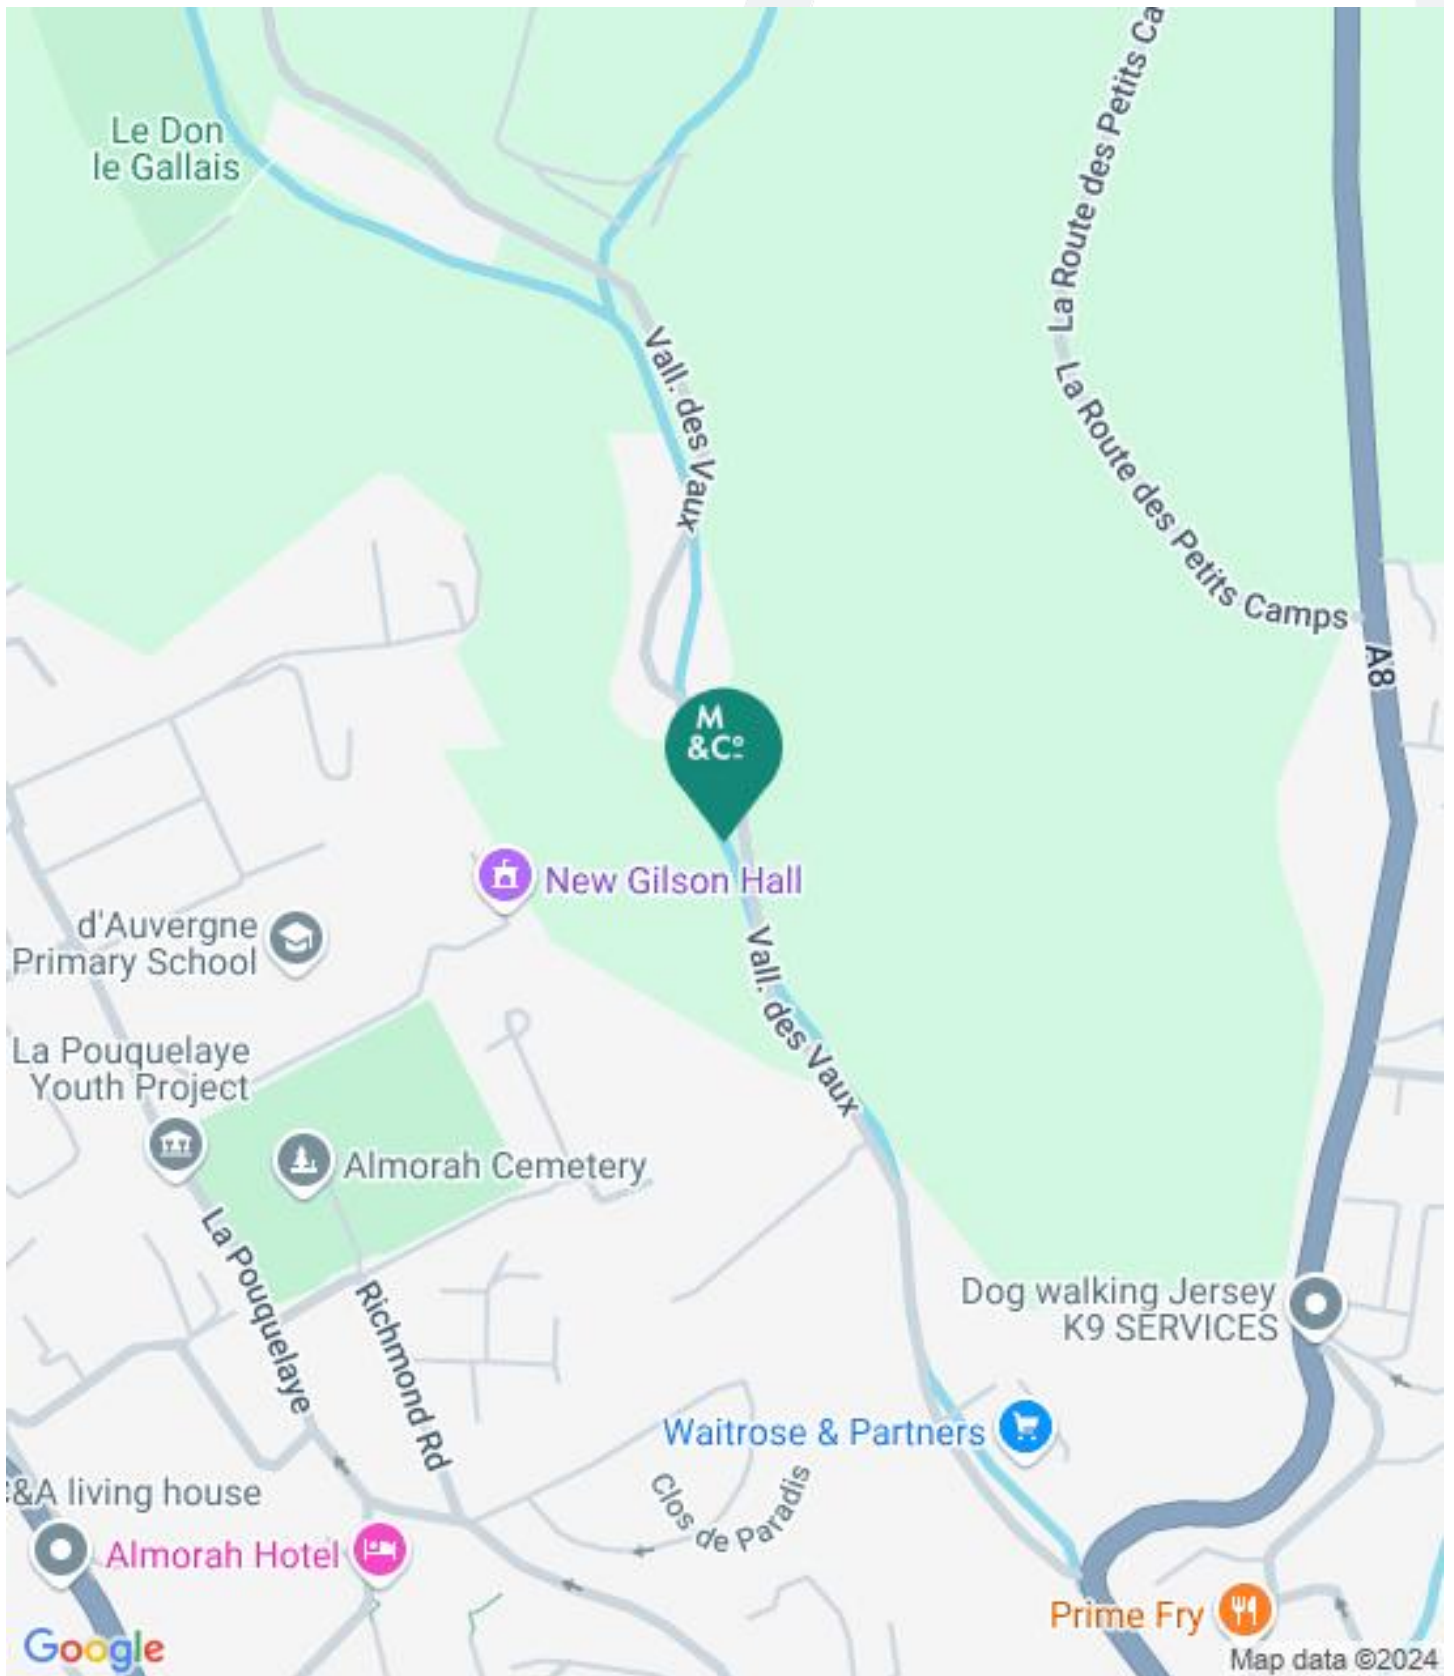 La Route des Petits Ca
Le Don
le Gallais
Vall. des Vaux
La Route des Petits Camps
A8
M
&Cº
New Gilson Hall
d'Auvergne
Primary School
Vall. des Vaux
La Pouquelaye
Youth Project
Almorah Cemetery
La Pouquelaye
Richmond Rd
Dog walking Jersey
K9 SERVICES
Waitrose & Partners
Clos de Paradis
&A living house
Almorah Hotel
Prime Fry
Google
Map data ©2024